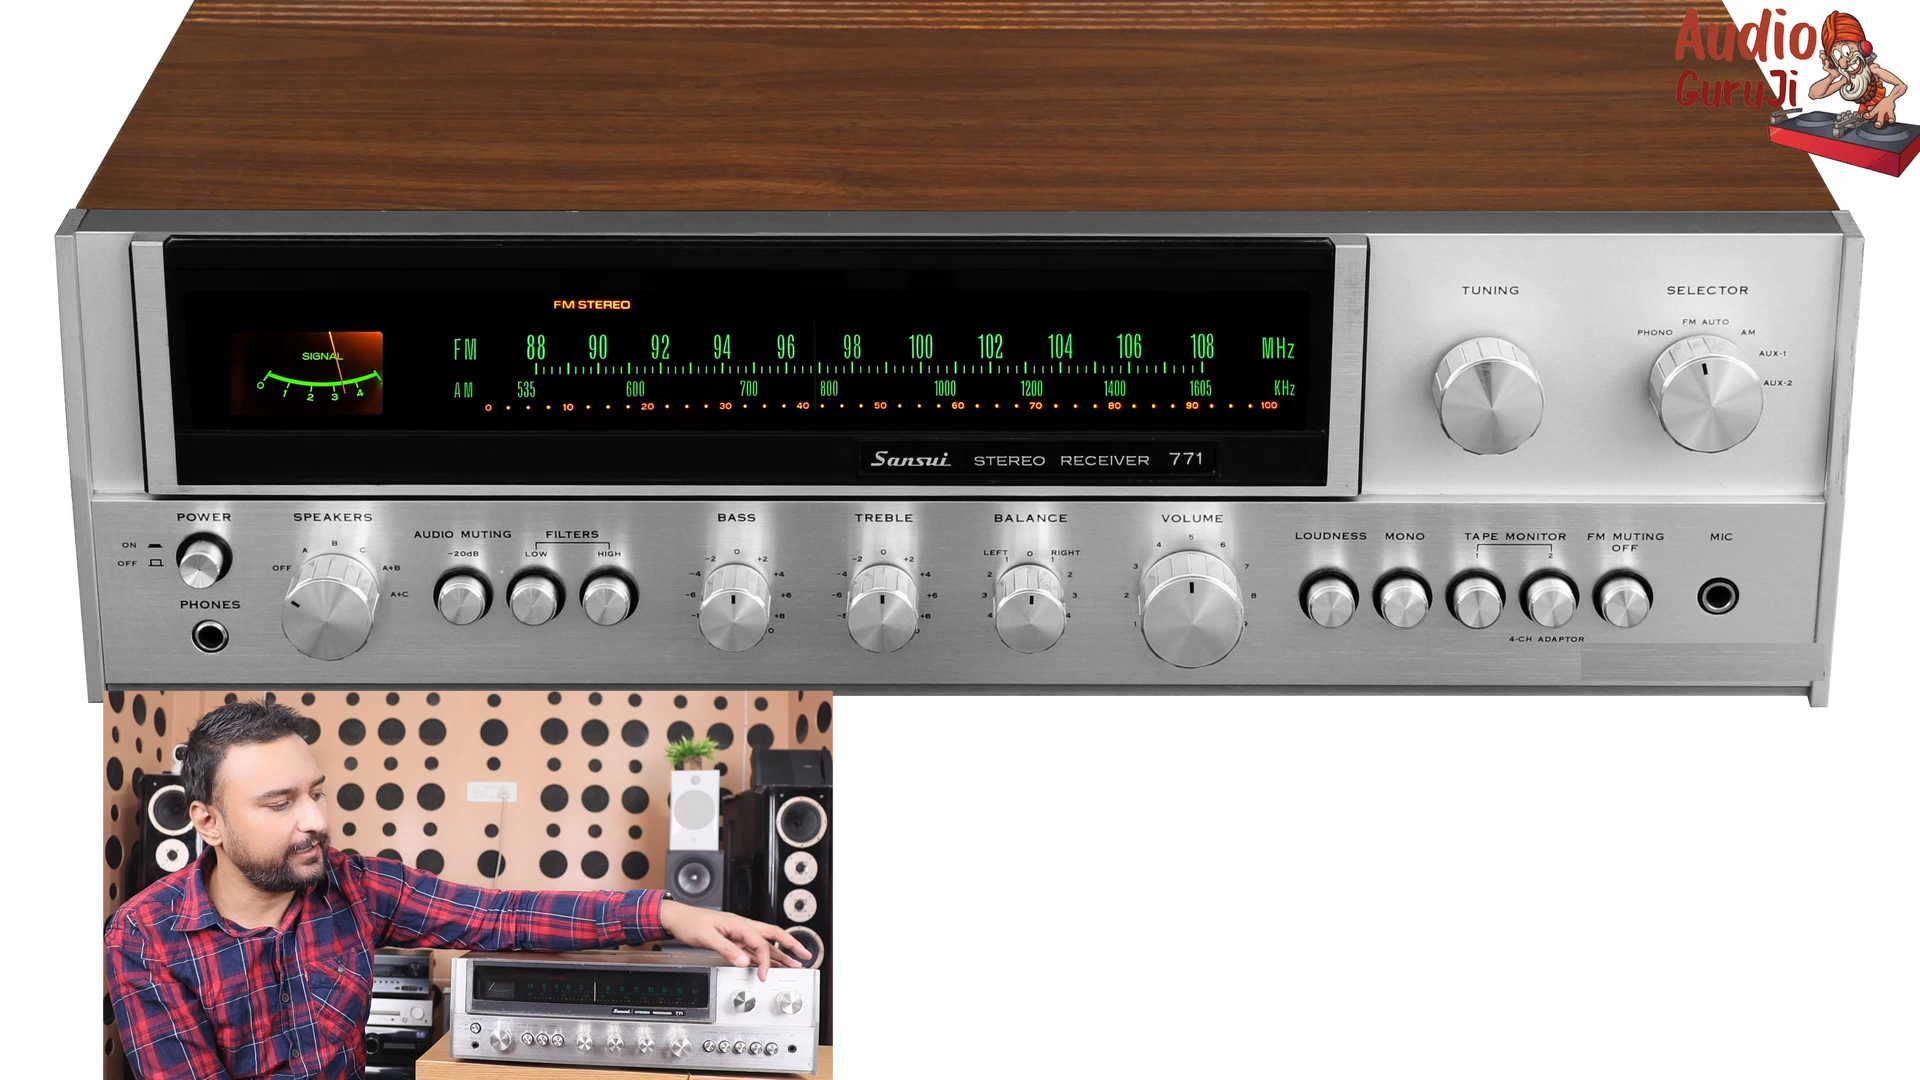 Audio
GuruJi
FM STEREO
SIGNAL
0 1 2 3 4
FM 88 90 92 94 96 98 100 102 104 106 108 MHz
AM 535 600 700 800 1000 1200 1400 1605 KHz
0 10 20 30 40 50 60 70 80 90 100
Sansui STEREO RECEIVER 771
TUNING
SELECTOR
PHONO FM AUTO AM AUX-1 AUX-2
POWER
ON
OFF
PHONES
SPEAKERS
OFF A B C A+B A+C
AUDIO MUTING
-20dB
FILTERS
LOW HIGH
BASS
-2 0 +2
-4 +4
-6 +6
+8
TREBLE
-2 0 +2
-4 +4
-6 +6
+8
BALANCE
LEFT 0 RIGHT
1 1
2 2
3 3
4 4
VOLUME
1 2 3 4 5 6 7 8
LOUDNESS
MONO
TAPE MONITOR
1 2
4-CH ADAPTOR
FM MUTING
OFF
MIC
Sansui STEREO RECEIVER 771